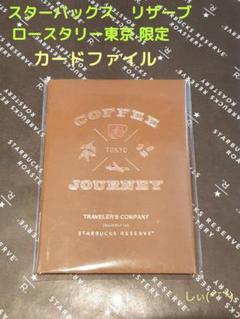 スターバックス リザーブ
ロースタリー東京 限定
カードファイル
COFFEE
TOKYO
JOURNEY
TRAVELER'S COMPANY
STARBUCKS RESERVE™